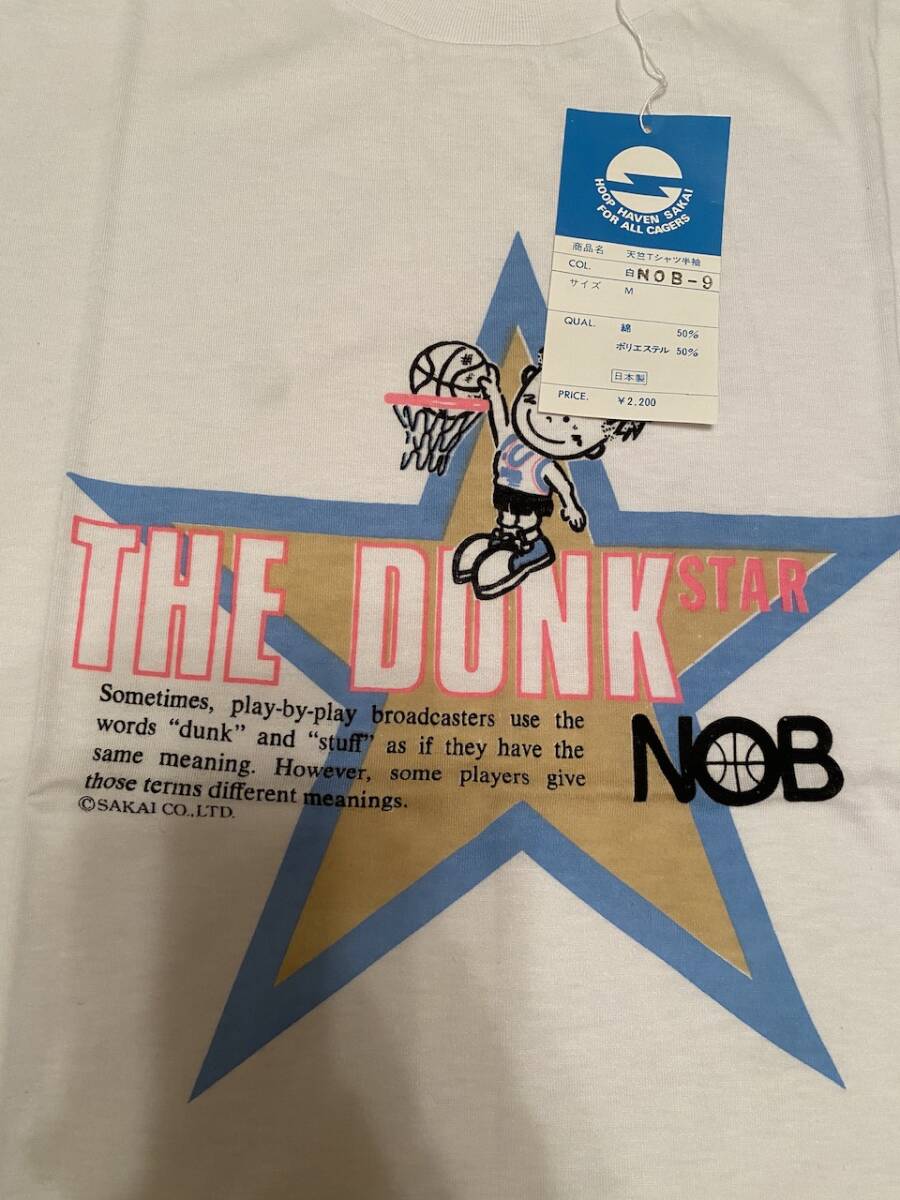 HOOP HAVEN SAKAI
FOR ALL CAGERS
商品名 天竺Tシャツ半袖
COL. 白 NOB-9
サイズ M
QUAL. 綿 50%
ポリエステル 50%
日本製
PRICE. ¥2,200
THE DUNK STAR
Sometimes, play-by-play broadcasters use the
words “dunk” and “stuff” as if they have the
same meaning. However, some players give
those terms different meanings.
©SAKAI CO.,LTD.
NOB